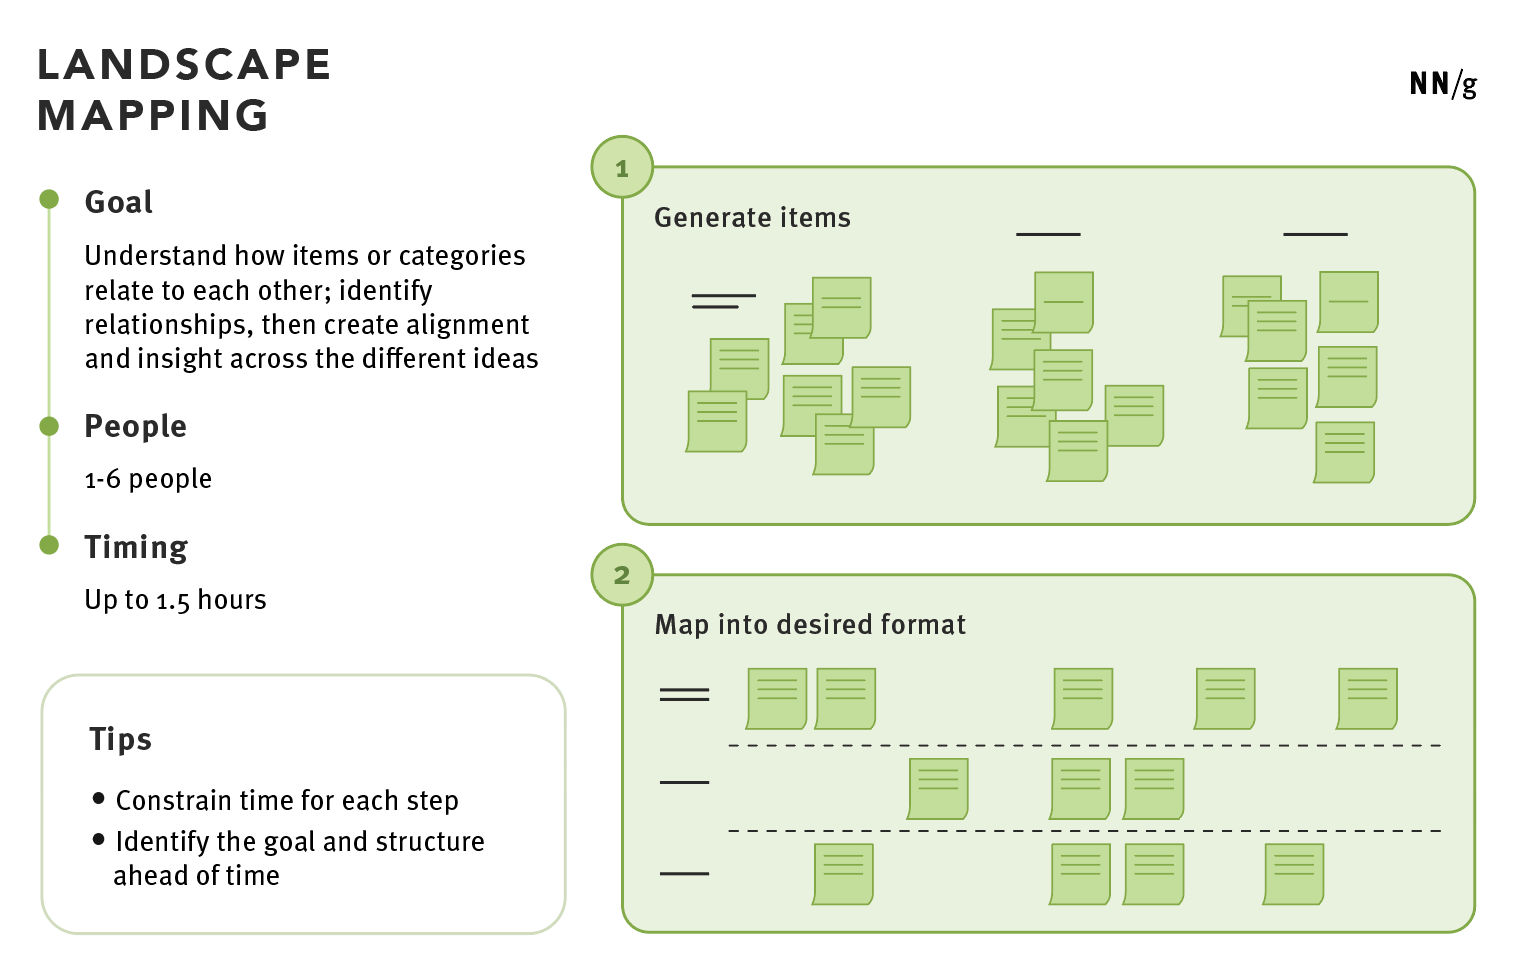 LANDSCAPE
MAPPING
NN/g
Goal
Understand how items or categories
relate to each other; identify
relationships, then create alignment
and insight across the different ideas
People
1-6 people
Timing
Up to 1.5 hours
Tips
• Constrain time for each step
• Identify the goal and structure
ahead of time
1
Generate items
2
Map into desired format